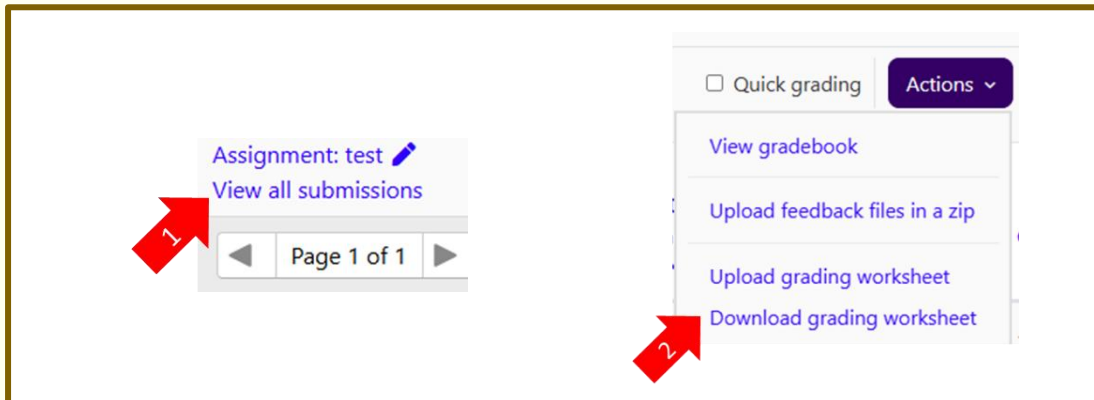 Assignment: test
View all submissions
1
Page 1 of 1
Quick grading
Actions
View gradebook
Upload feedback files in a zip
Upload grading worksheet
Download grading worksheet
2